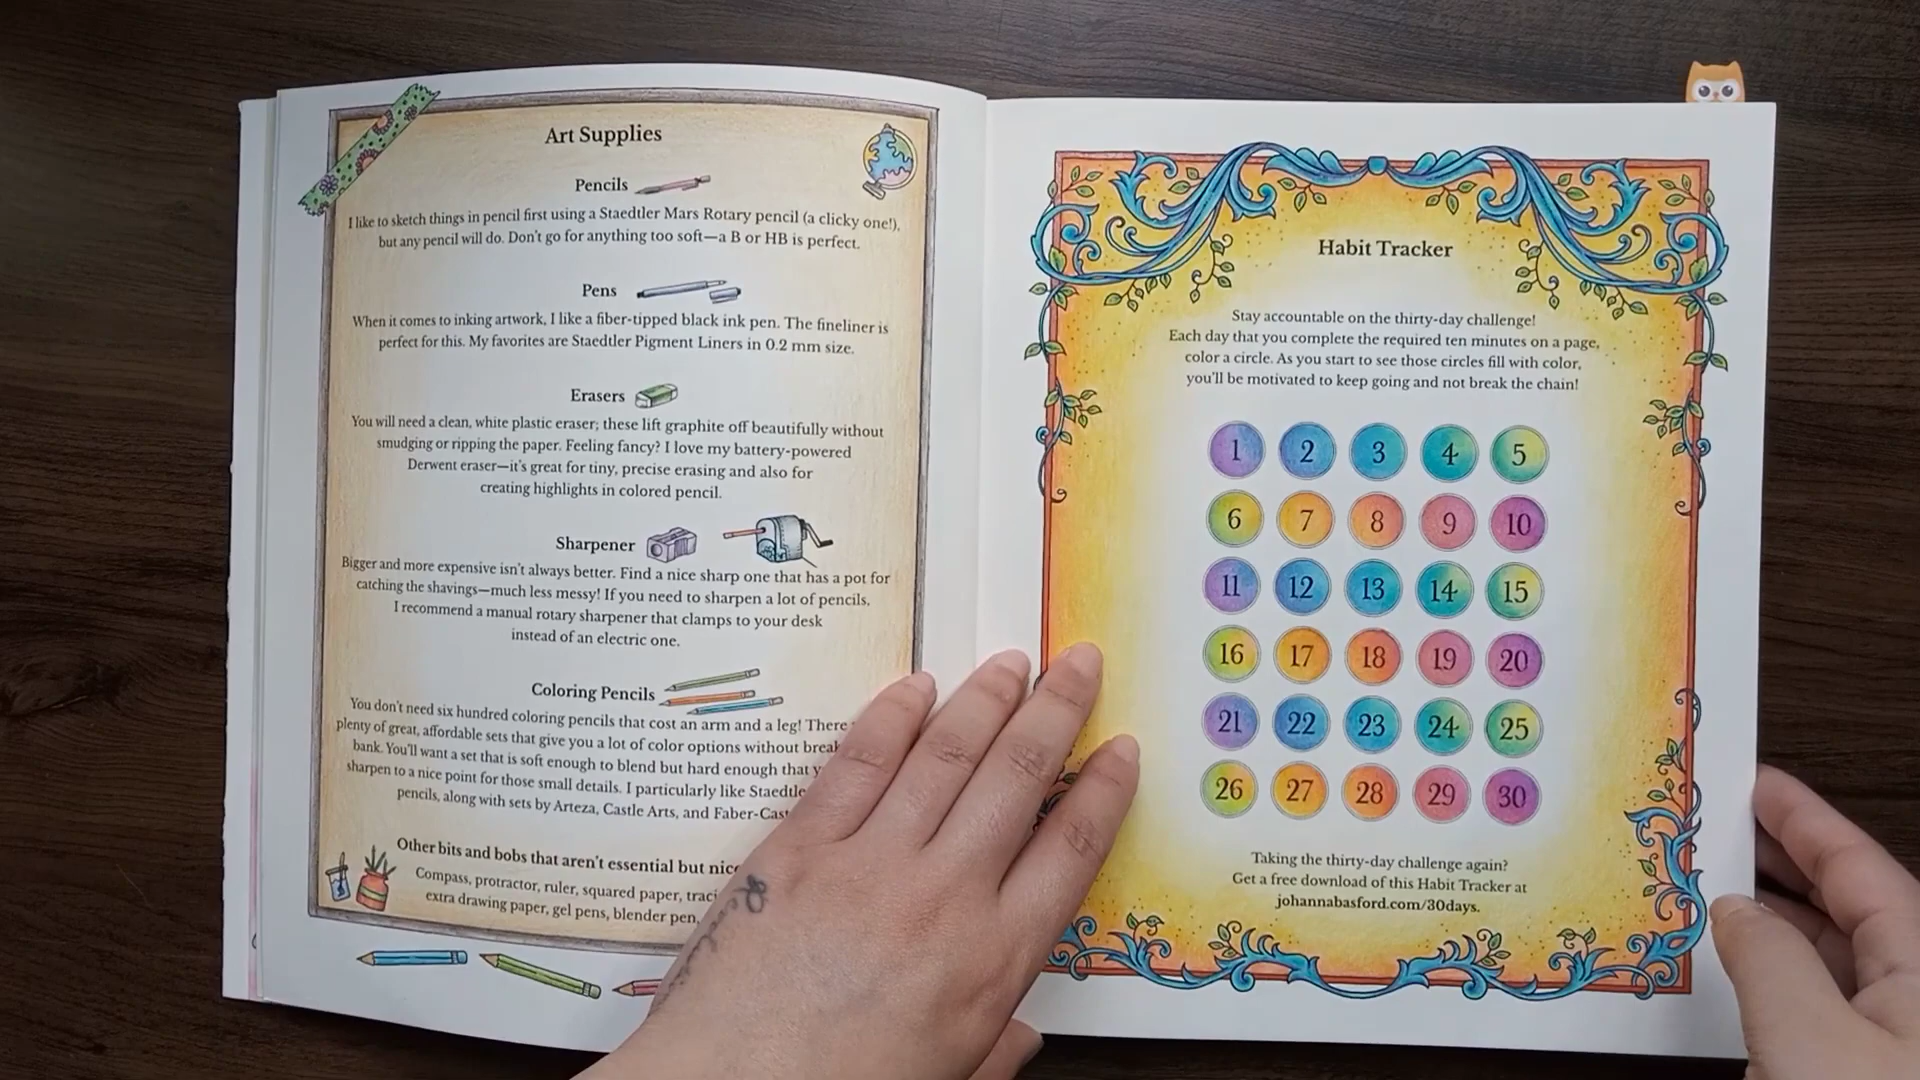 Art Supplies
Pencils
I like to sketch things in pencil first using a Staedtler Mars Rotary pencil (a clicky one!),
but any pencil will do. Don't go for anything too soft—a B or HB is perfect.
Pens
When it comes to inking artwork, I like a fiber-tipped black ink pen. The fineliner is
perfect for this. My favorites are Staedtler Pigment Liners in 0.2 mm size.
Erasers
You will need a clean, white plastic eraser; these lift graphite off beautifully without
smudging or ripping the paper. Feeling fancy? I love my battery-powered
Derwent eraser—it's great for tiny, precise erasing and also for
creating highlights in colored pencil.
Sharpener
Bigger and more expensive isn't always better. Find a nice sharp one that has a pot for
catching the shavings—much less messy! If you need to sharpen a lot of pencils,
I recommend a manual rotary sharpener that clamps to your desk
instead of an electric one.
Coloring Pencils
You don't need six hundred coloring pencils that cost an arm and a leg! There
plenty of great, affordable sets that give you a lot of color options without break
bank. You'll want a set that is soft enough to blend but hard enough that
sharpen to a nice point for those small details. I particularly like Staedtle
pencils, along with sets by Arteza, Castle Arts, and Faber-Cas
Other bits and bobs that aren't essential but nice
Compass, protractor, ruler, squared paper, traci
extra drawing paper, gel pens, blender pen,
Habit Tracker
Stay accountable on the thirty-day challenge!
Each day that you complete the required ten minutes on a page,
color a circle. As you start to see those circles fill with color,
you'll be motivated to keep going and not break the chain!
1 2 3 4 5
6 7 8 9 10
11 12 13 14 15
16 17 18 19 20
21 22 23 24 25
26 27 28 29 30
Taking the thirty-day challenge again?
Get a free download of this Habit Tracker at
johannabasford.com/30days.